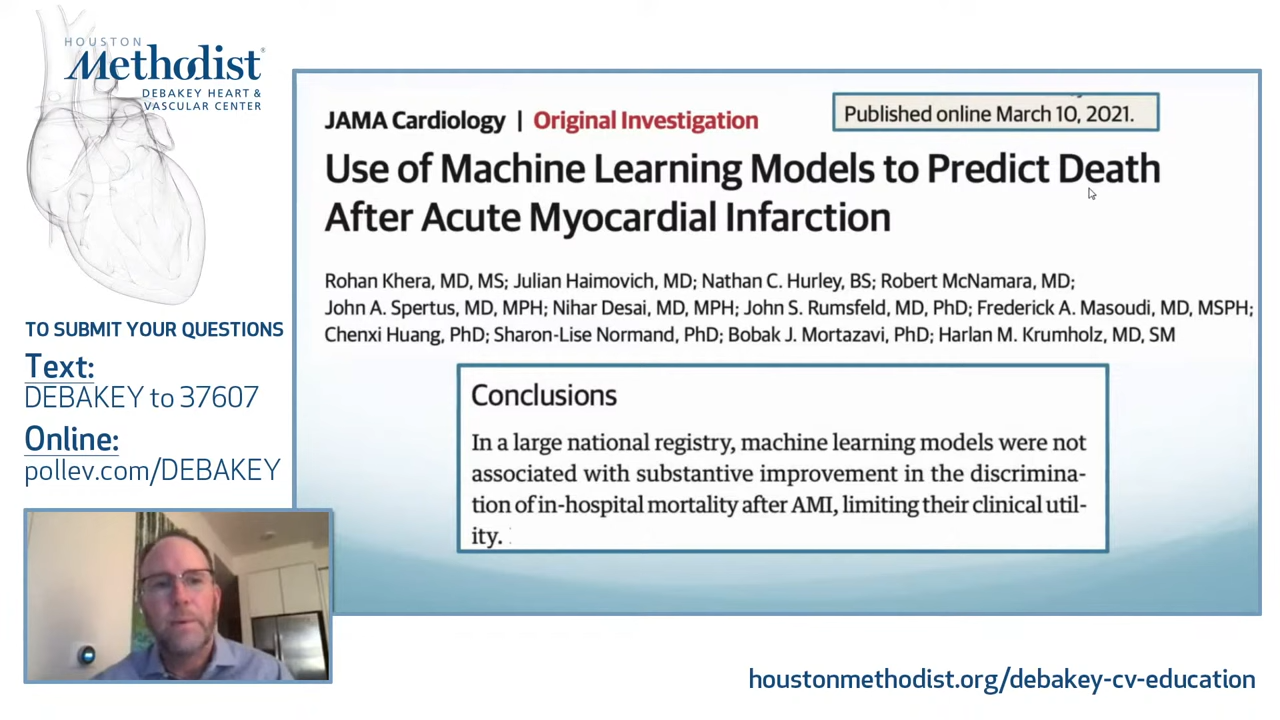 HOUSTON
Methodist
DEBAKEY HEART &
VASCULAR CENTER
TO SUBMIT YOUR QUESTIONS
Text:
DEBAKEY to 37607
Online:
pollev.com/DEBAKEY
JAMA Cardiology | Original Investigation
Published online March 10, 2021.
Use of Machine Learning Models to Predict Death
After Acute Myocardial Infarction
Rohan Khera, MD, MS; Julian Haimovich, MD; Nathan C. Hurley, BS; Robert McNamara, MD;
John A. Spertus, MD, MPH; Nihar Desai, MD, MPH; John S. Rumsfeld, MD, PhD; Frederick A. Masoudi, MD, MSPH;
Chenxi Huang, PhD; Sharon-Lise Normand, PhD; Bobak J. Mortazavi, PhD; Harlan M. Krumholz, MD, SM
Conclusions
In a large national registry, machine learning models were not
associated with substantive improvement in the discrimina-
tion of in-hospital mortality after AMI, limiting their clinical util-
ity.
houstonmethodist.org/debakey-cv-education